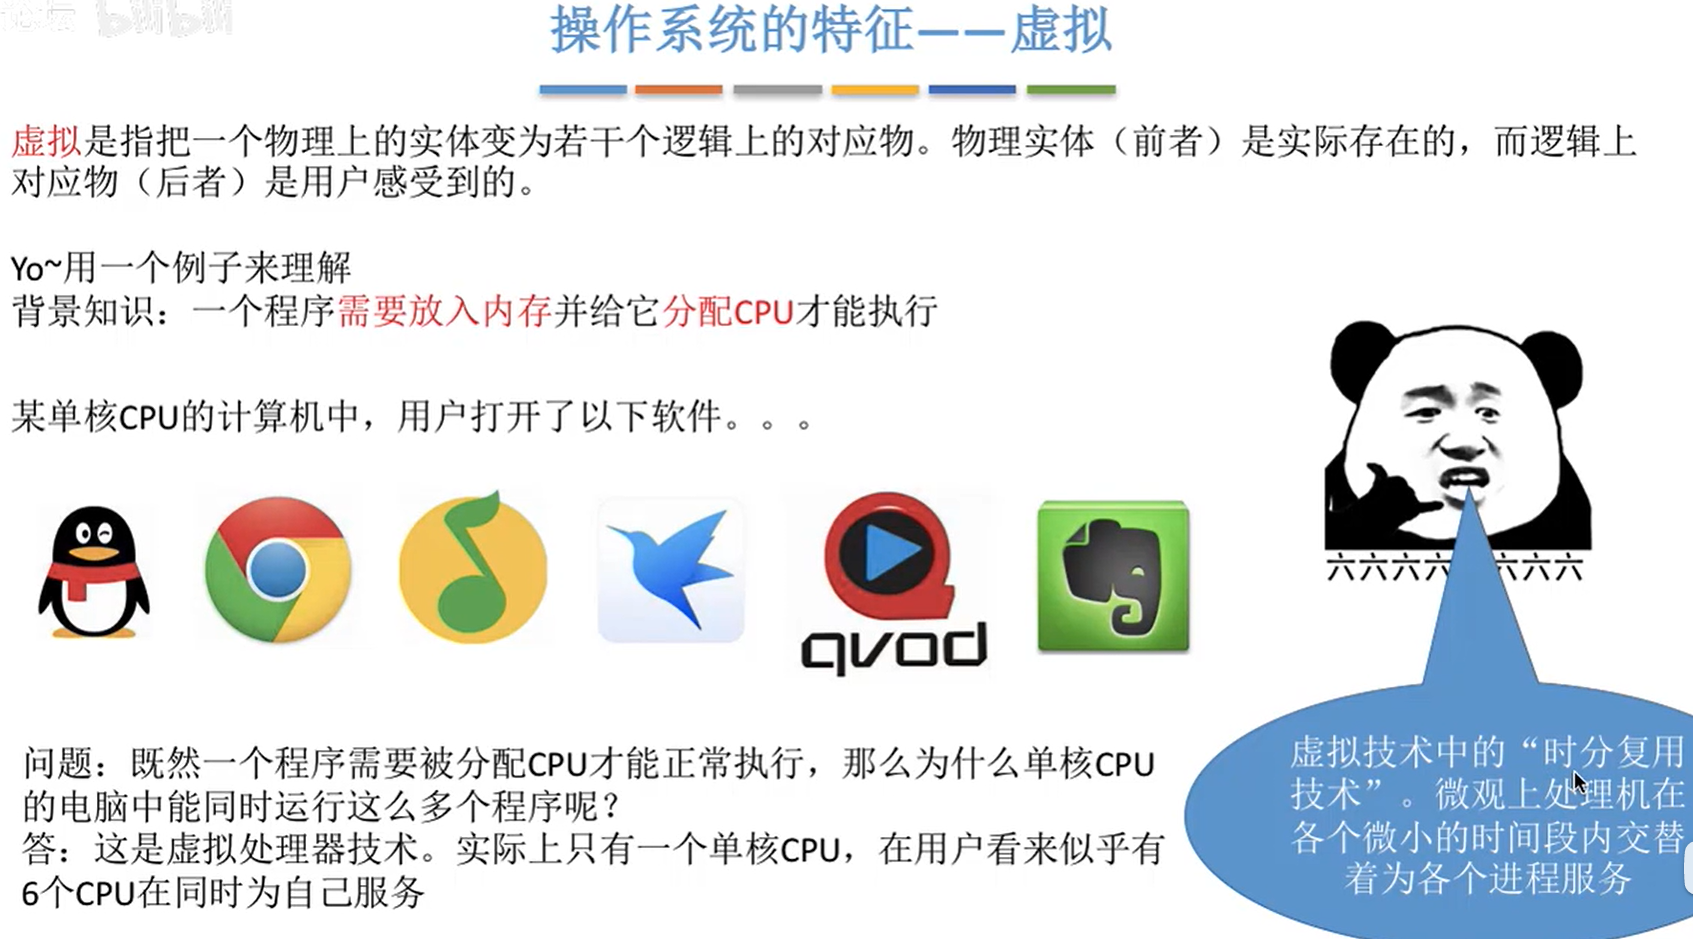 bilibili
操作系统的特征——虚拟
虚拟是指把一个物理上的实体变为若干个逻辑上的对应物。物理实体（前者）是实际存在的，而逻辑上
对应物（后者）是用户感受到的。
Yo~用一个例子来理解
背景知识：一个程序需要放入内存并给它分配CPU才能执行
某单核CPU的计算机中，用户打开了以下软件。。。
qvod
六六六六六六六
问题：既然一个程序需要被分配CPU才能正常执行，那么为什么单核CPU
的电脑中能同时运行这么多个程序呢？
答：这是虚拟处理器技术。实际上只有一个单核CPU，在用户看来似乎有
6个CPU在同时为自己服务
虚拟技术中的“时分复用
技术”。微观上处理机在
各个微小的时间段内交替
着为各个进程服务